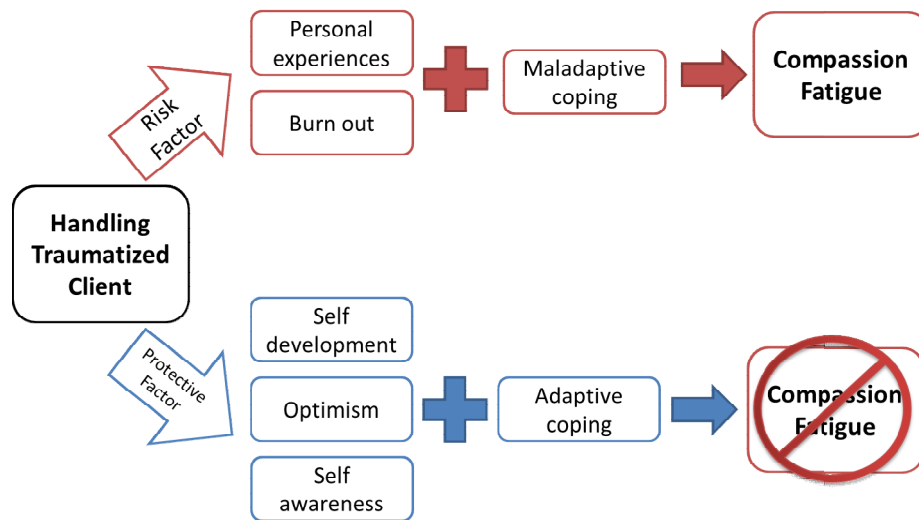 Handling
Traumatized
Client
Risk
Factor
Personal
experiences
Burn out
Maladaptive
coping
Compassion
Fatigue
Protective
Factor
Self
development
Optimism
Self
awareness
Adaptive
coping
Compassion
Fatigue